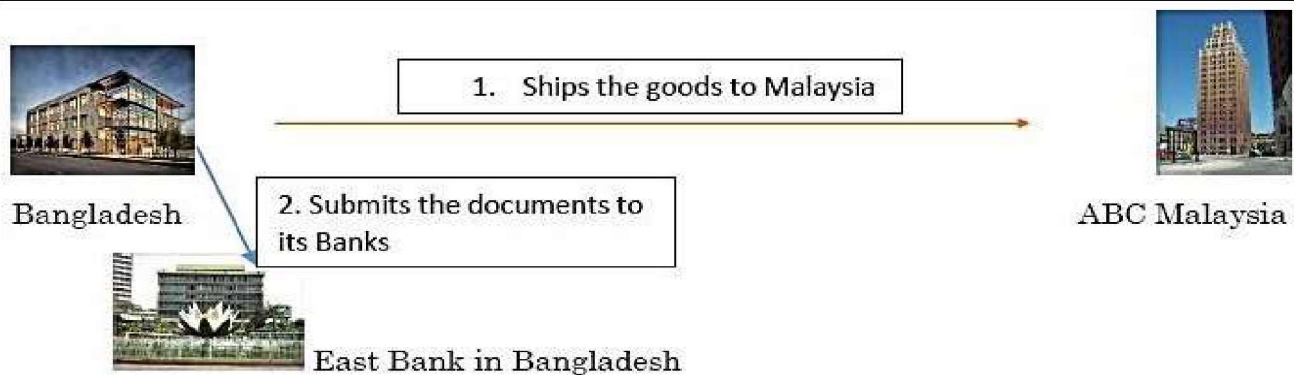 1. Ships the goods to Malaysia
Bangladesh
2. Submits the documents to
its Banks
ABC Malaysia
East Bank in Bangladesh